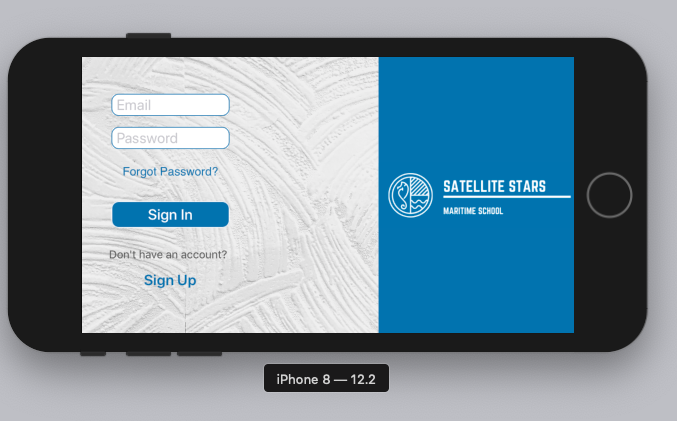 Email
Password
Forgot Password?
Sign In
Don't have an account?
Sign Up
SATELLITE STARS
MARITIME SCHOOL
iPhone 8 — 12.2